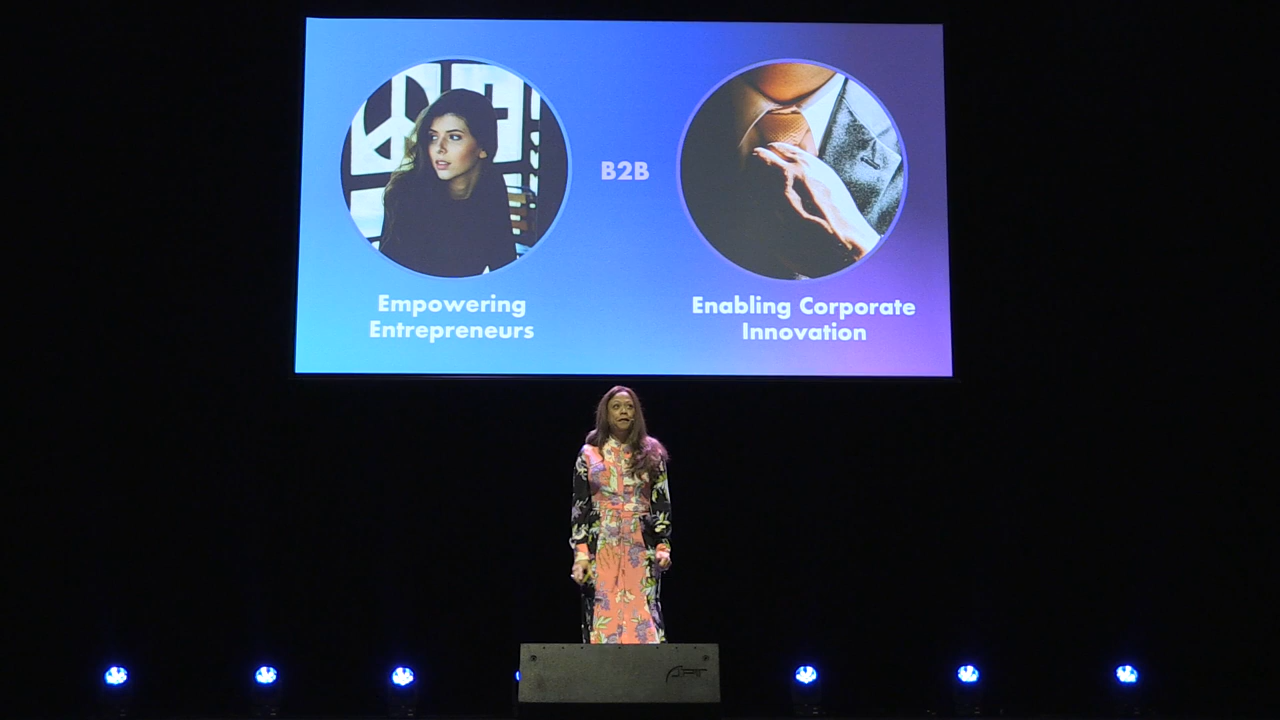 B2B
Empowering
Entrepreneurs
Enabling Corporate
Innovation